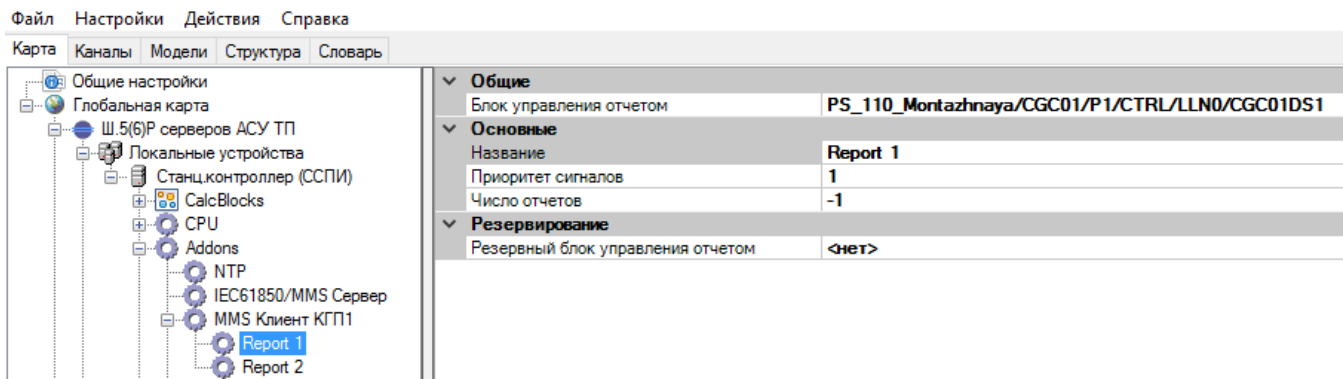 Файл Настройки Действия Справка
Карта Каналы Модели Структура Словарь
Общие настройки
Глобальная карта
Ш.5(6)Р серверов АСУ ТП
Локальные устройства
Станц.контроллер (ССПИ)
CalcBlocks
CPU
Addons
NTP
IEC61850/MMS Сервер
MMS Клиент КГП1
Report 1
Report 2
Общие
Блок управления отчетом PS_110_Montazhnaya/CGC01/P1/CTRL/LLN0/CGC01DS1
Основные
Название Report 1
Приоритет сигналов 1
Число отчетов -1
Резервирование
Резервный блок управления отчетом <нет>